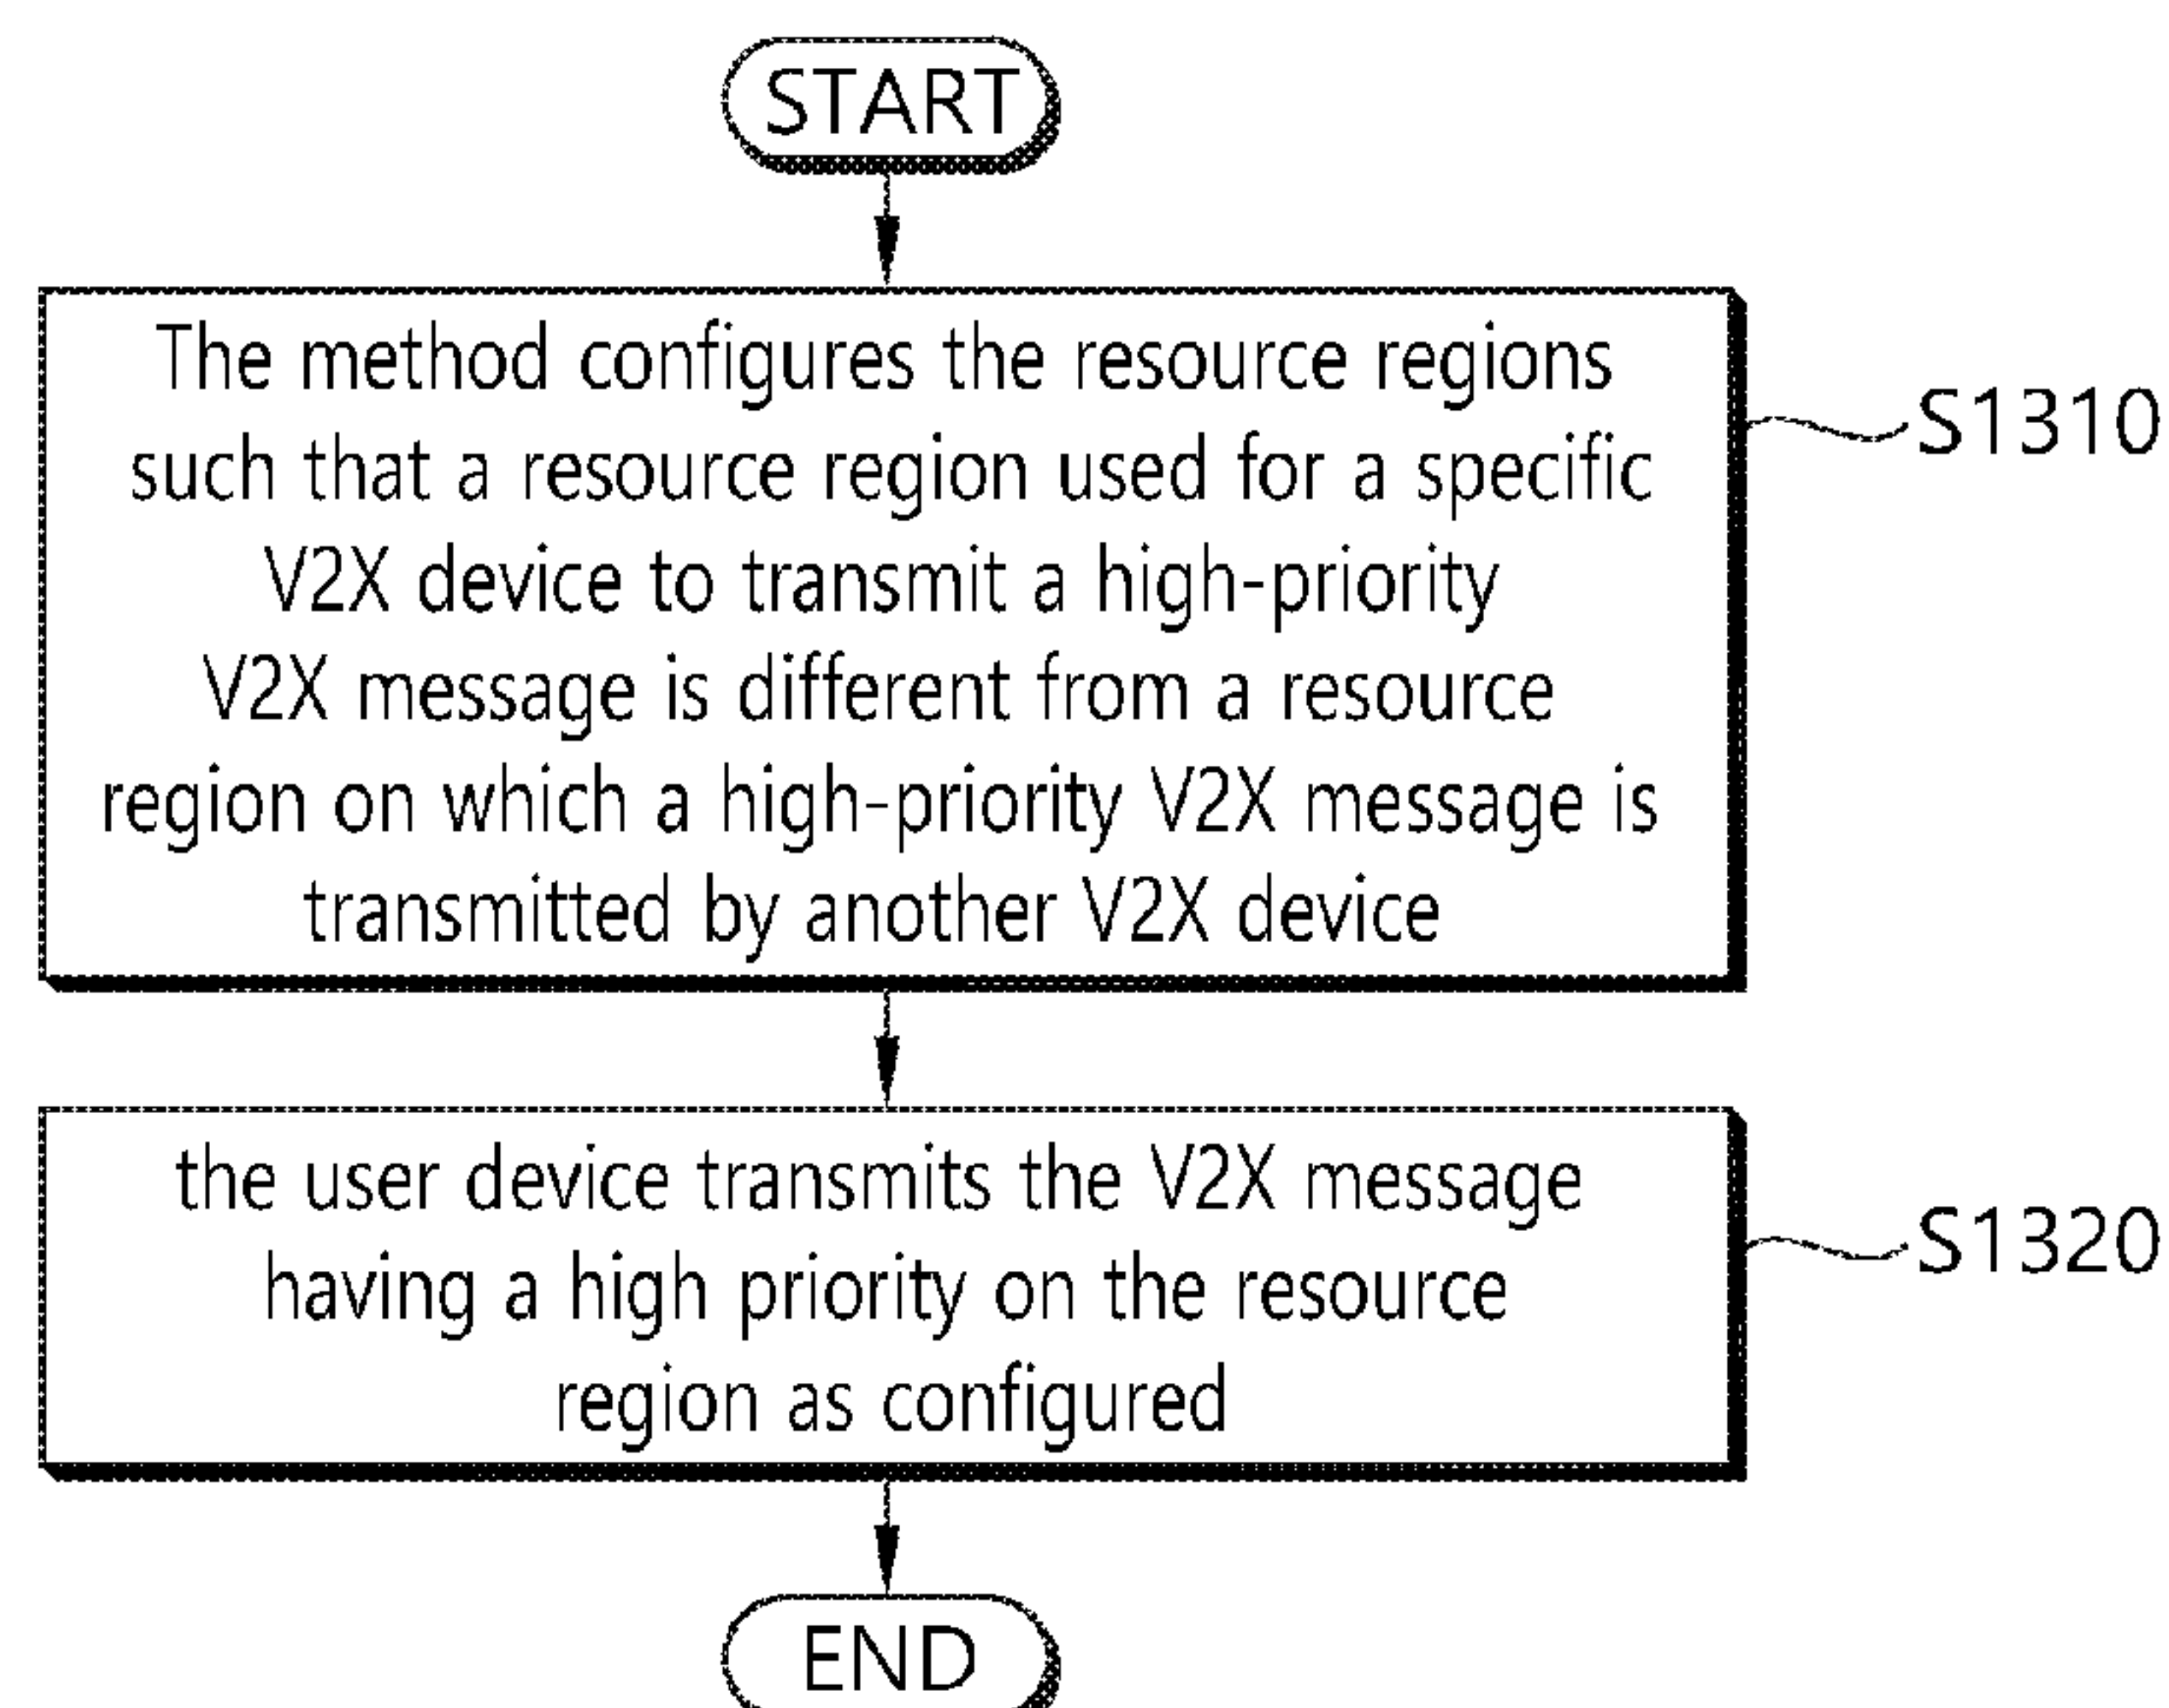 START
The method configures the resource regions
such that a resource region used for a specific
V2X device to transmit a high-priority
V2X message is different from a resource
region on which a high-priority V2X message is
transmitted by another V2X device
S1310
the user device transmits the V2X message
having a high priority on the resource
region as configured
S1320
END